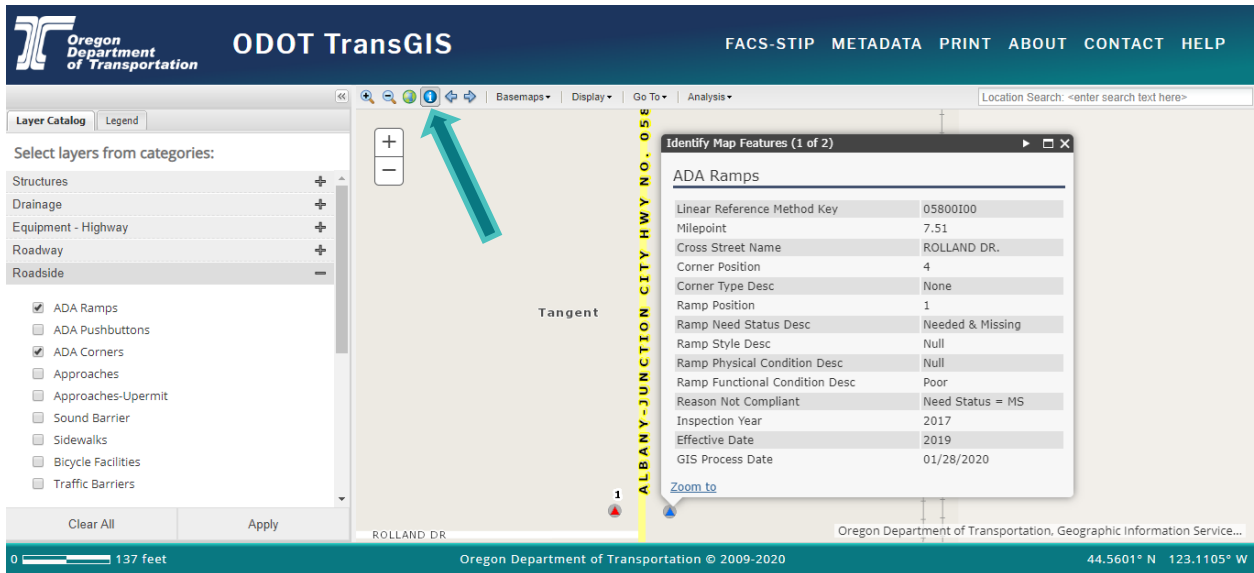 Oregon
Department
of Transportation
ODOT TransGIS
FACS-STIP METADATA PRINT ABOUT CONTACT HELP
Basemaps Display Go To Analysis
Location Search: <enter search text here>
Layer Catalog Legend
Select layers from categories:
Structures
Drainage
Equipment - Highway
Roadway
Roadside
ADA Ramps
ADA Pushbuttons
ADA Corners
Approaches
Approaches-Upermit
Sound Barrier
Sidewalks
Bicycle Facilities
Traffic Barriers
Clear All Apply
ALBANY-JUNCTION CITY HWY NO. 058
Tangent
1
ROLLAND DR
Identify Map Features (1 of 2)
ADA Ramps
Linear Reference Method Key 05800I00
Milepoint 7.51
Cross Street Name ROLLAND DR.
Corner Position 4
Corner Type Desc None
Ramp Position 1
Ramp Need Status Desc Needed & Missing
Ramp Style Desc Null
Ramp Physical Condition Desc Null
Ramp Functional Condition Desc Poor
Reason Not Compliant Need Status = MS
Inspection Year 2017
Effective Date 2019
GIS Process Date 01/28/2020
Zoom to
Oregon Department of Transportation, Geographic Information Service...
0 137 feet
Oregon Department of Transportation © 2009-2020
44.5601° N 123.1105° W